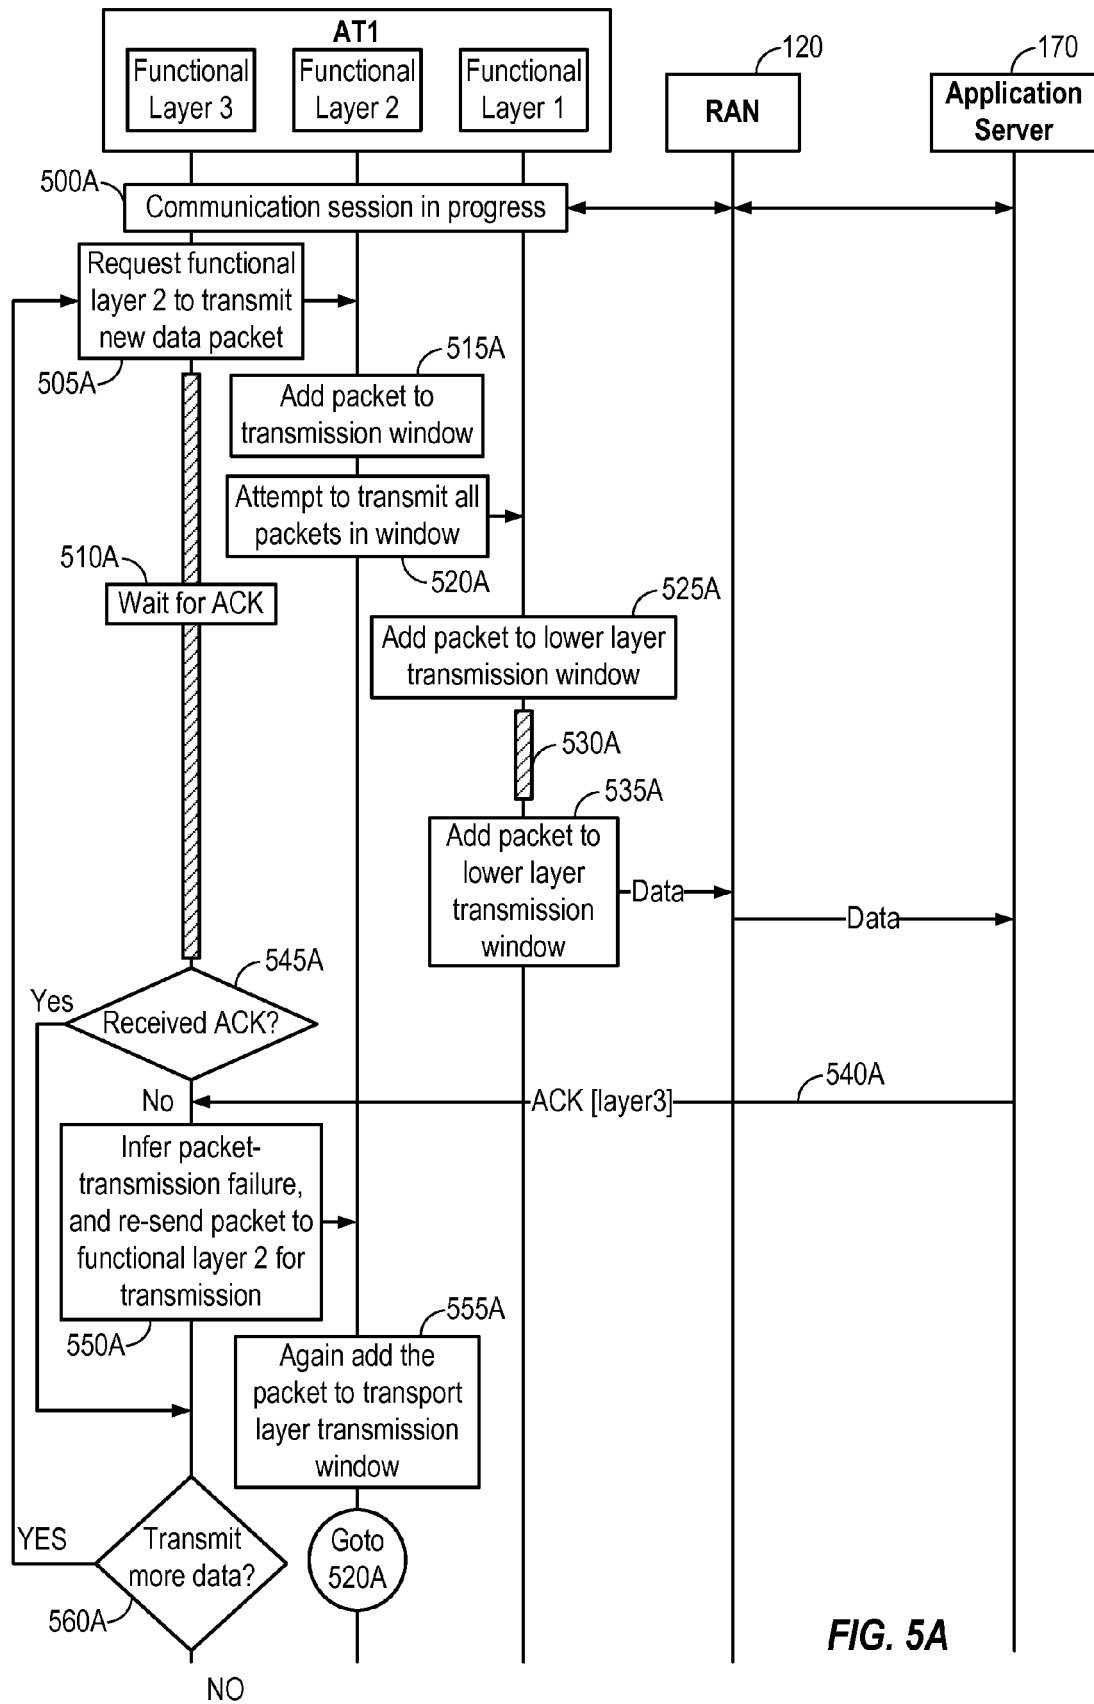 AT1
Functional
Layer 3
Functional
Layer 2
Functional
Layer 1
120
RAN
170
Application
Server
500A
Communication session in progress
Request functional
layer 2 to transmit
new data packet
505A
515A
Add packet to
transmission window
Attempt to transmit all
packets in window
520A
510A
Wait for ACK
525A
Add packet to lower layer
transmission window
530A
535A
Add packet to
lower layer
transmission
window
Data
Data
545A
Yes
Received ACK?
540A
No
ACK [layer3]
Infer packet-
transmission failure,
and re-send packet to
functional layer 2 for
transmission
550A
555A
Again add the
packet to transport
layer transmission
window
YES
Transmit
more data?
560A
Goto
520A
NO
FIG. 5A